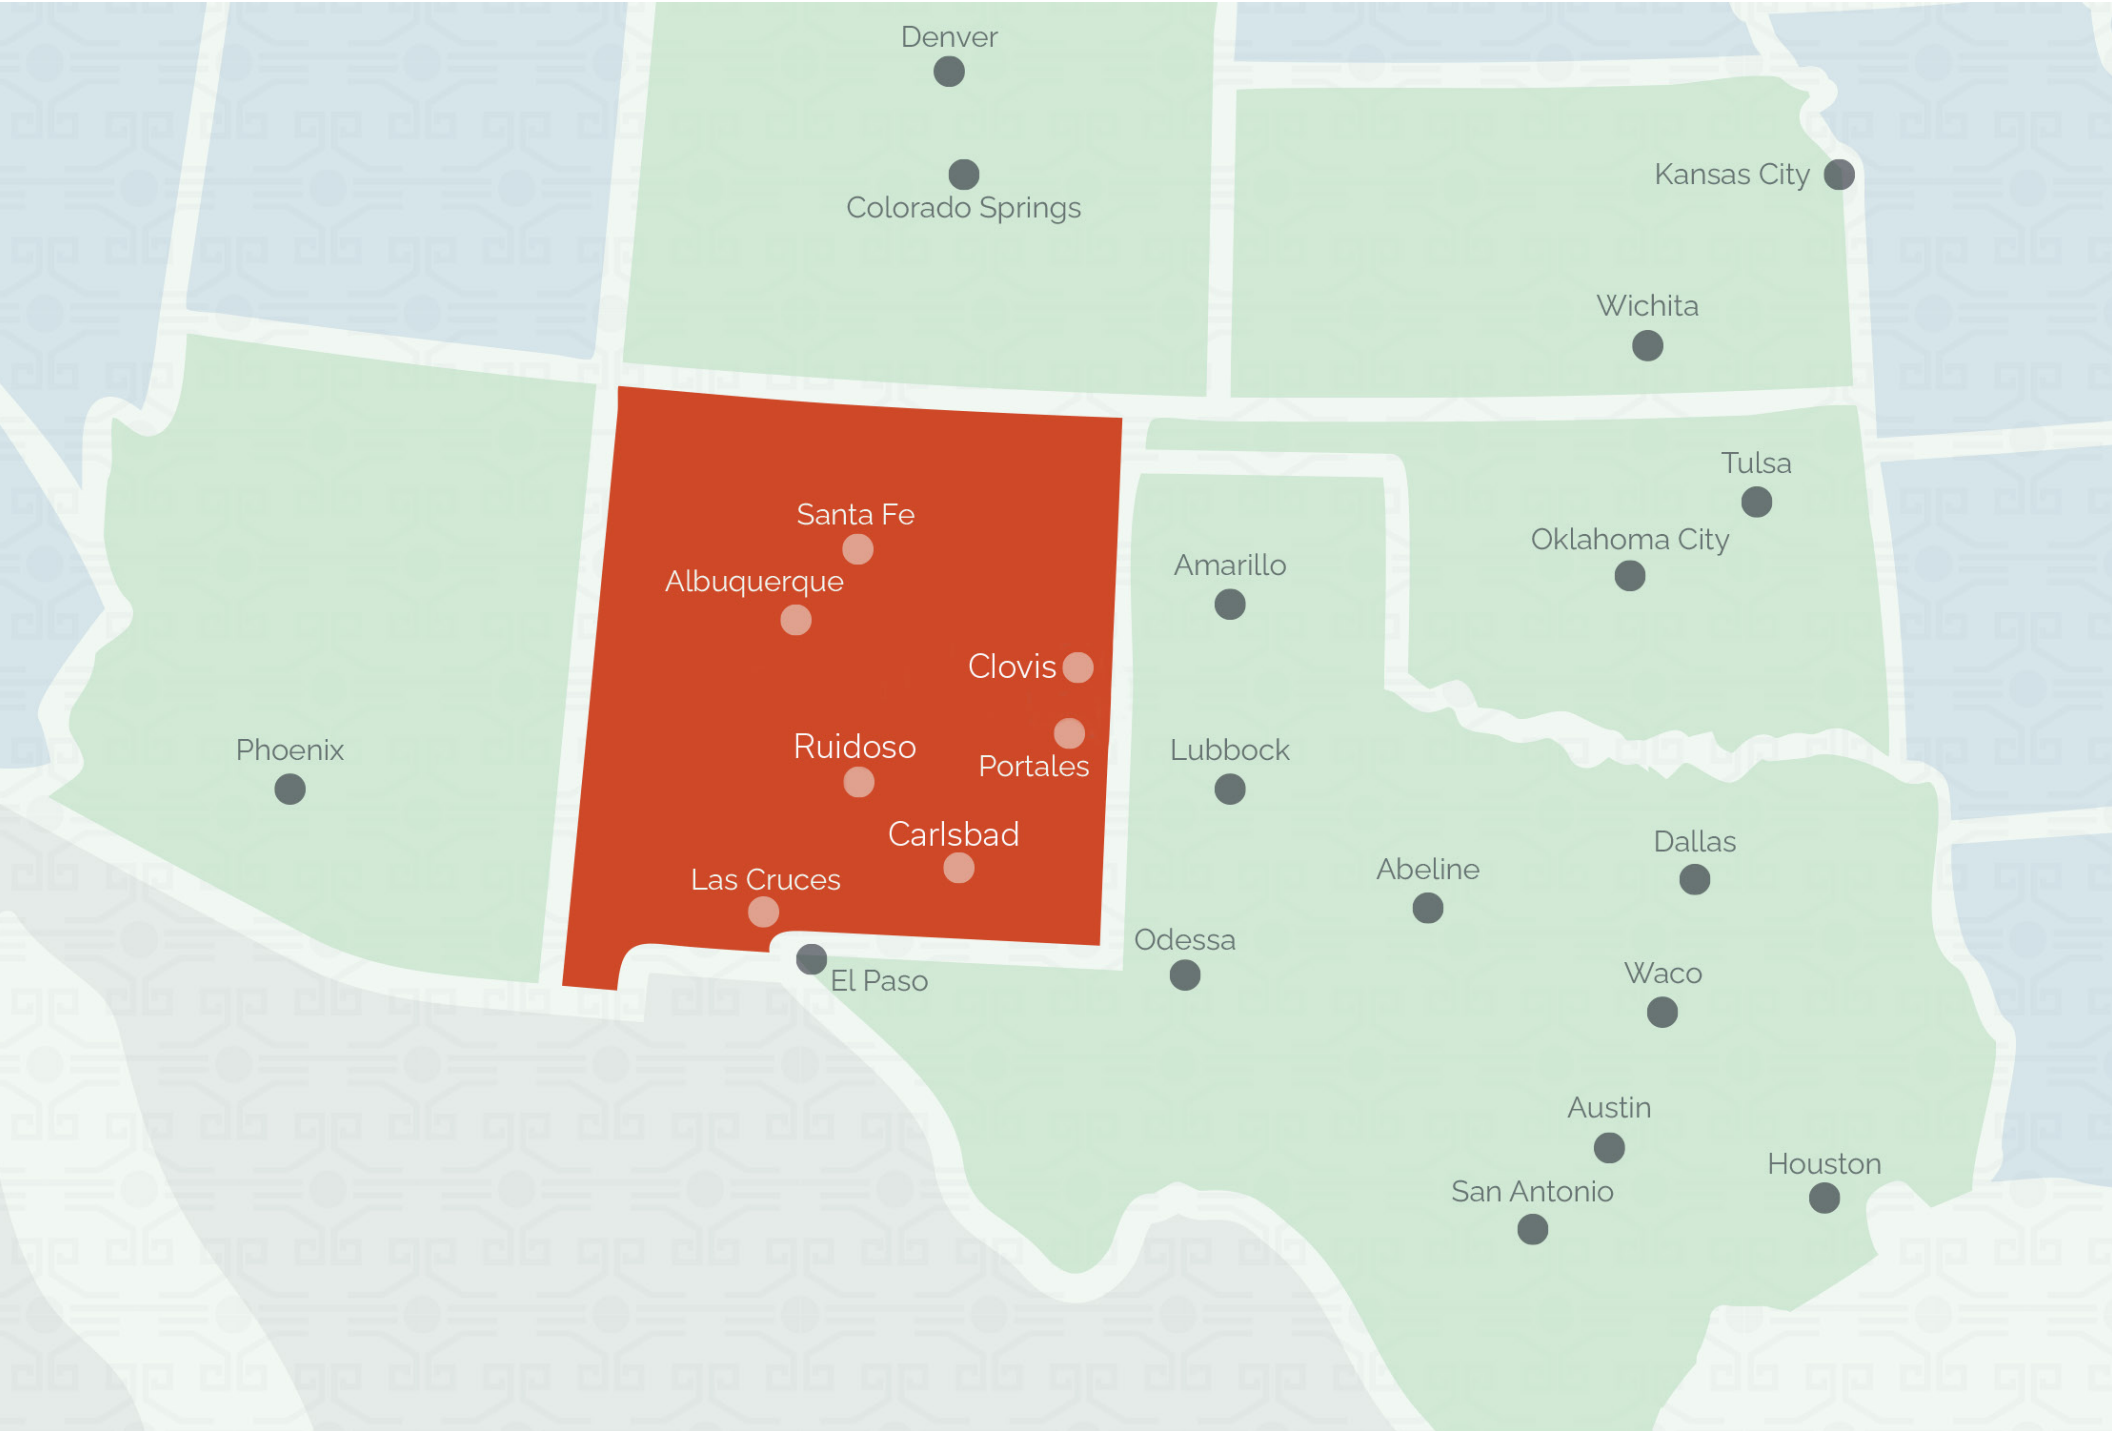 Denver
Kansas City
Colorado Springs
Wichita
Tulsa
Santa Fe
Oklahoma City
Amarillo
Albuquerque
Clovis
Ruidoso
Phoenix
Lubbock
Portales
Carlsbad
Dallas
Abeline
Las Cruces
Odessa
Waco
El Paso
Austin
Houston
San Antonio